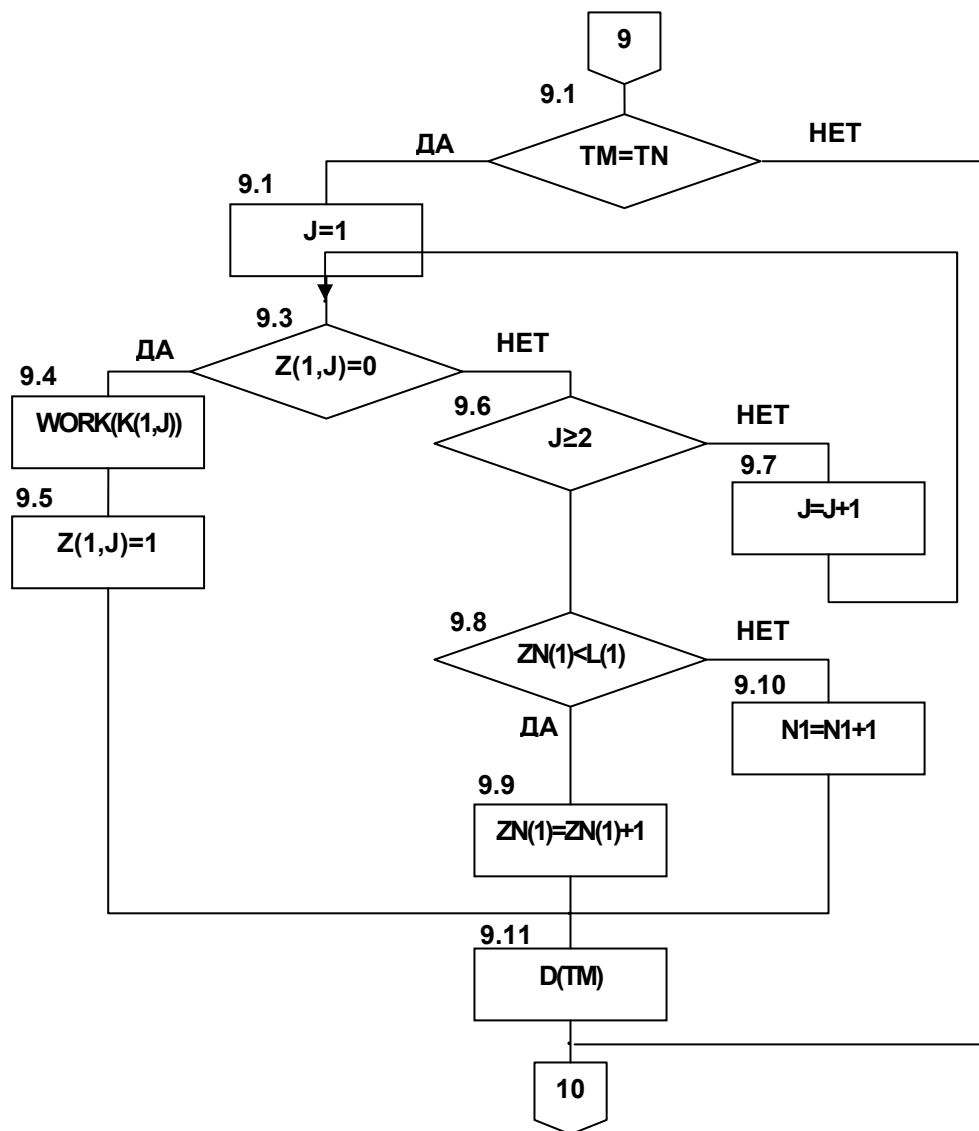 9
9.1
TM=TN
ДА
НЕТ
9.1
J=1
9.3
Z(1,J)=0
ДА
НЕТ
9.4
WORK(K(1,J))
9.6
J≥2
НЕТ
9.7
J=J+1
9.5
Z(1,J)=1
9.8
ZN(1)<L(1)
НЕТ
9.10
N1=N1+1
ДА
9.9
ZN(1)=ZN(1)+1
9.11
D(TM)
10